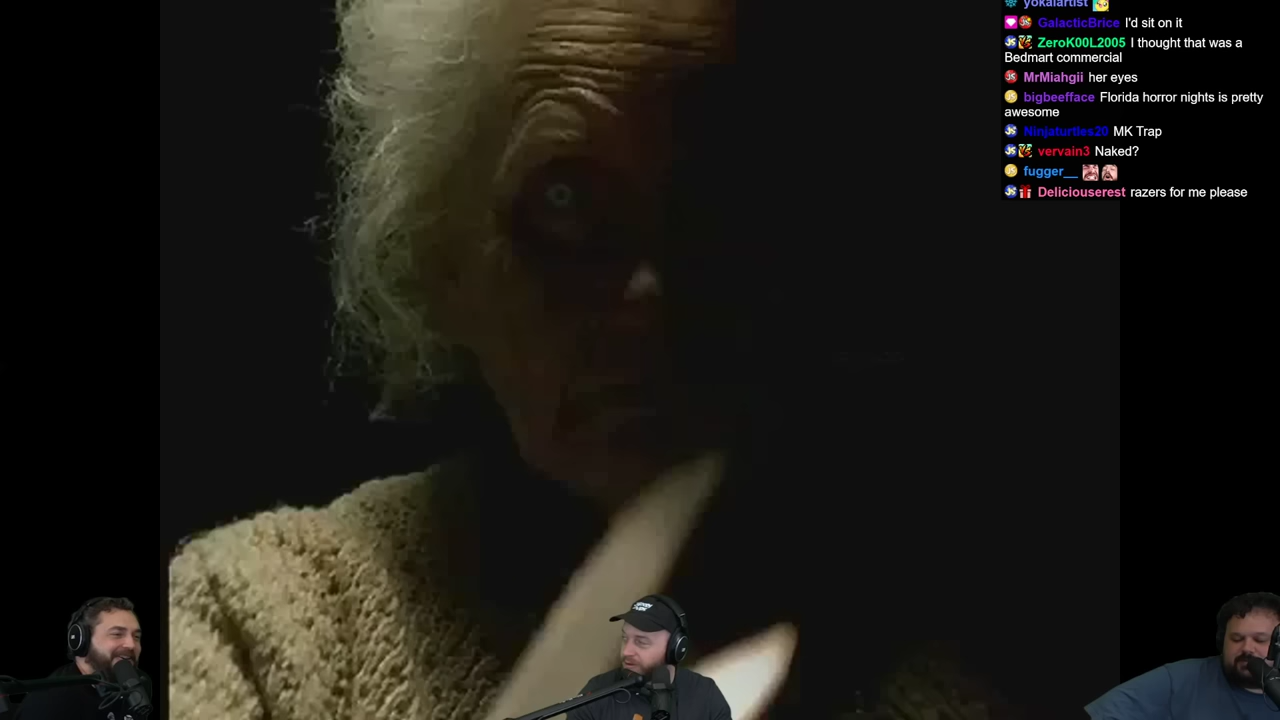 yokaiartist
GalacticBrice I'd sit on it
ZeroK00L2005 I thought that was a
Bedmart commercial
MrMiahgii her eyes
bigbeefface Florida horror nights is pretty
awesome
Ninjaturtles20 MK Trap
vervain3 Naked?
fugger__
Deliciouserest razers for me please